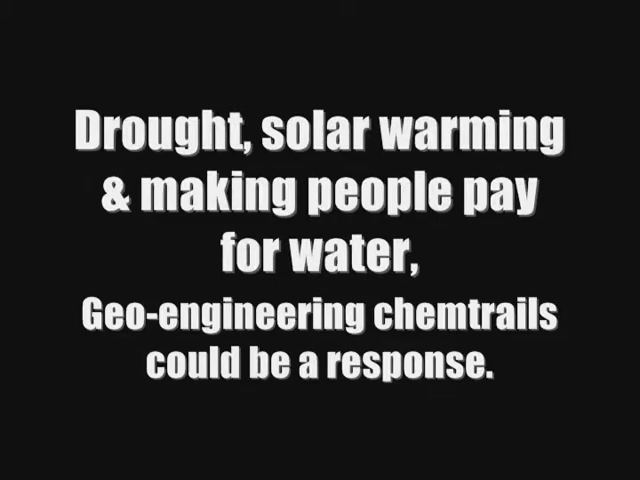 Drought, solar warming
& making people pay
for water,
Geo-engineering chemtrails
could be a response.